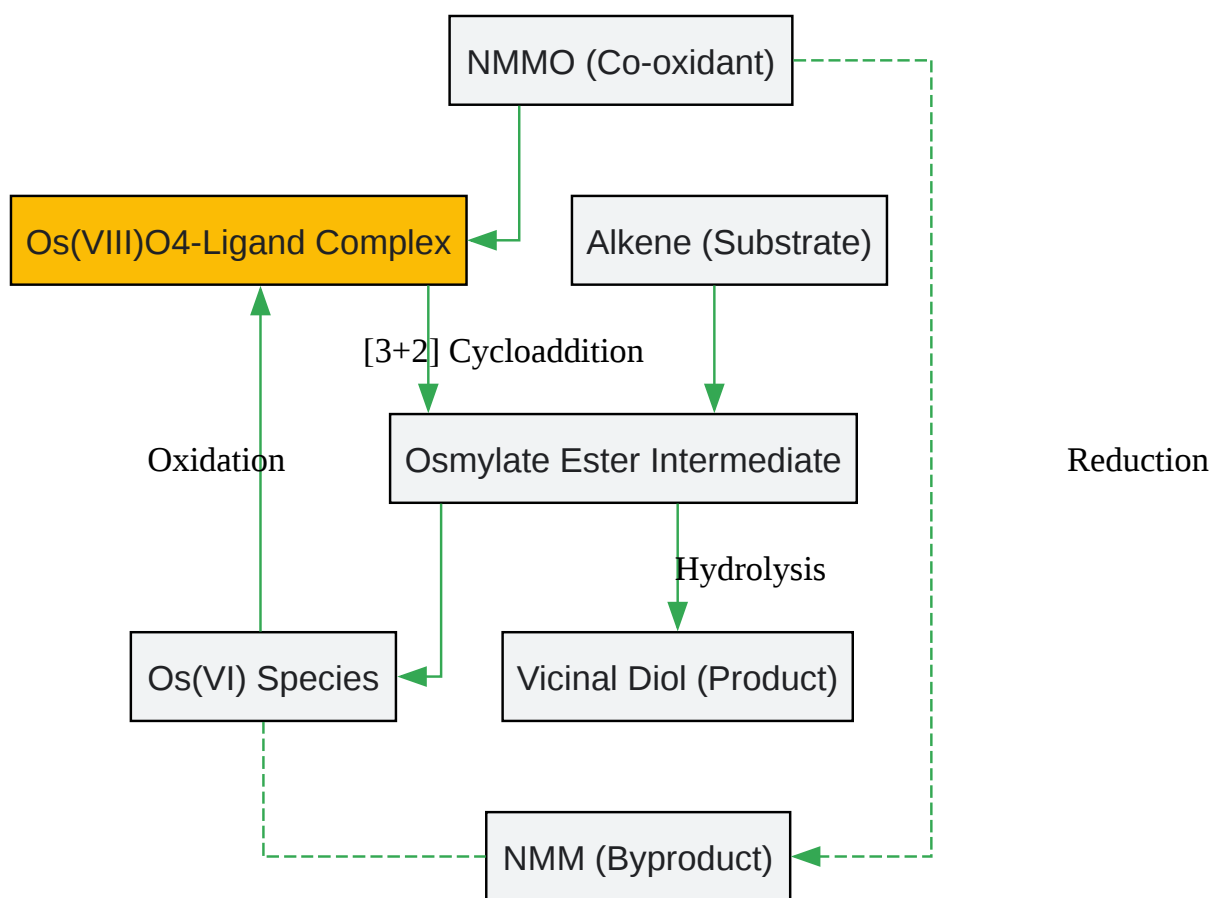 NMMO (Co-oxidant)
Os(VIII)O4-Ligand Complex
Alkene (Substrate)
[3+2] Cycloaddition
Oxidation
Osmylate Ester Intermediate
Reduction
Hydrolysis
Os(VI) Species
Vicinal Diol (Product)
NMM (Byproduct)